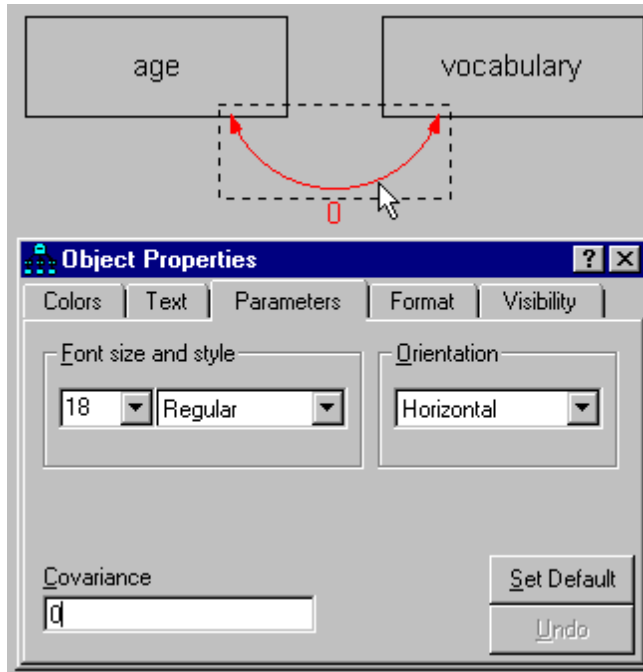 age vocabulary
0
Object Properties ? X
Colors Text Parameters Format Visibility
Font size and style Orientation
18 Regular Horizontal
Covariance
Set Default
0
Undo